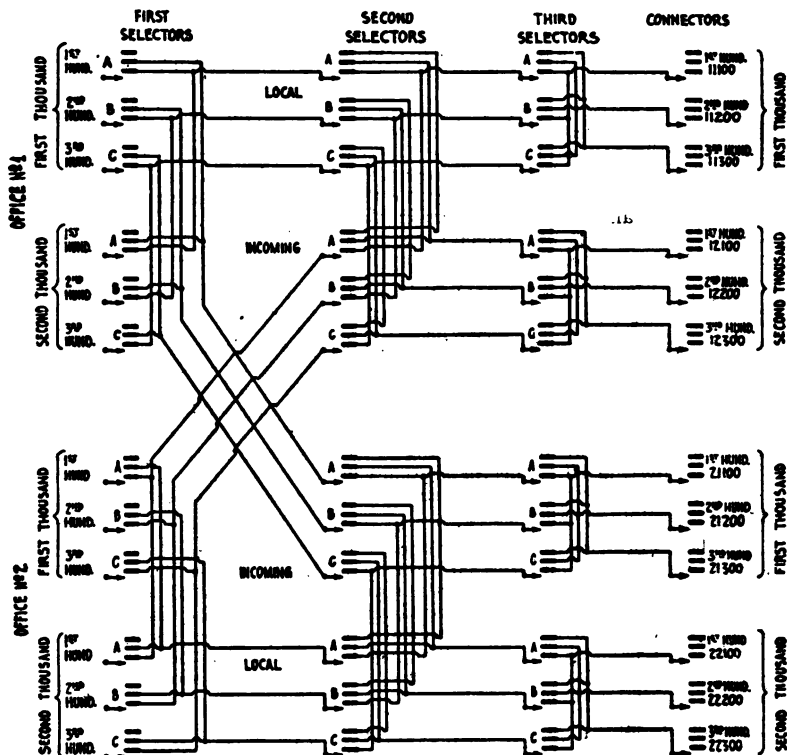 FIRST SELECTORS
SECOND SELECTORS
THIRD SELECTORS
CONNECTORS
OFFICE Nº1
FIRST THOUSAND
1ST HUND.
A
2ND HUND.
B
3RD HUND.
C
LOCAL
A
B
C
A
B
C
1ST HUND.
11100
2ND HUND
11200
3RD HUND.
11300
FIRST THOUSAND
SECOND THOUSAND
1ST HUND.
A
2ND HUND
B
3RD HUND.
C
INCOMING
A
B
C
A
B
G
1ST HUND.
12100
2ND HUND.
12200
3RD HUND.
12300
SECOND THOUSAND
OFFICE Nº2
FIRST THOUSAND
1ST HUND
A
2ND HUND.
B
3RD HUND.
C
INCOMING
A
B
G
A
B
G
1ST HUND.
21100
2ND HUND
21200
3RD HUND
21300
FIRST THOUSAND
SECOND THOUSAND
1ST HUND
A
2ND HUND.
B
3RD HUND.
C
LOCAL
A
B
C
A
B
G
1ST HUND
22100
2ND HUND.
22200
3RD HUND
22300
SECOND THOUSAND